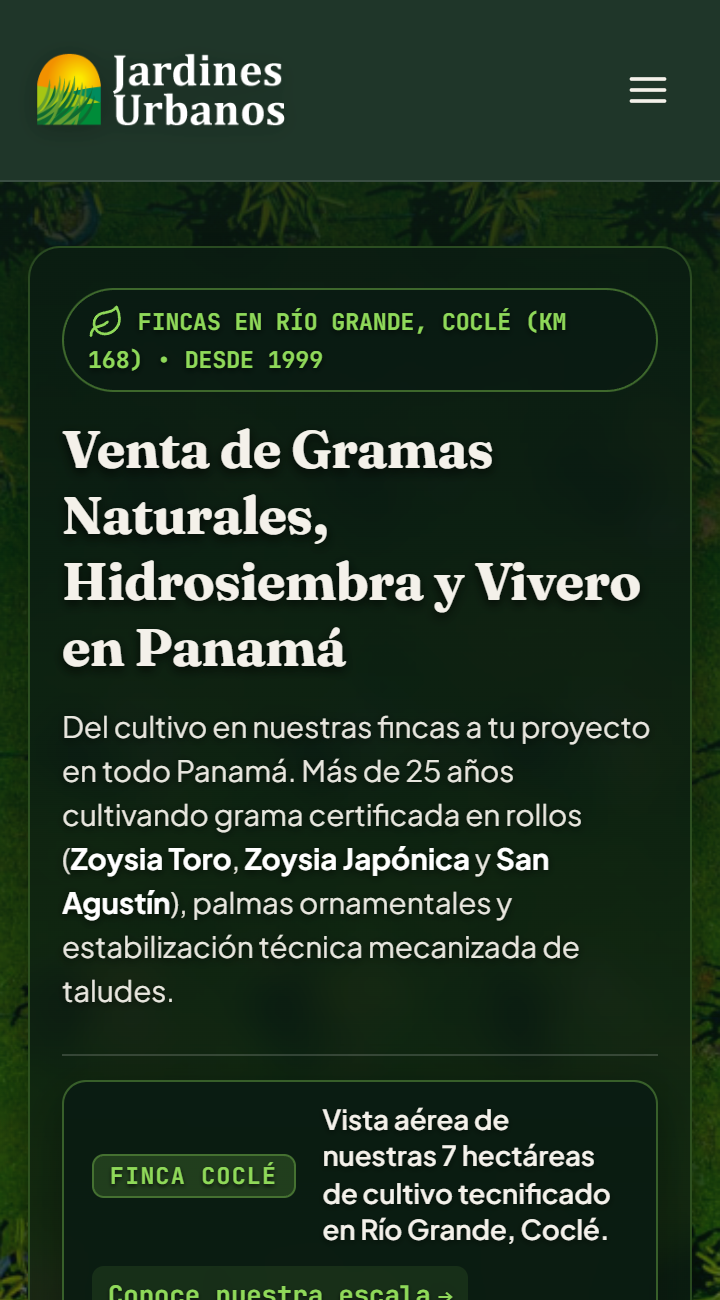 Jardines
Urbanos
FINCAS EN RÍO GRANDE, COCLÉ (KM
168) • DESDE 1999
Venta de Gramas
Naturales,
Hidrosiembra y Vivero
en Panamá
Del cultivo en nuestras fincas a tu proyecto
en todo Panamá. Más de 25 años
cultivando grama certificada en rollos
(Zoysia Toro, Zoysia Japónica y San
Agustín), palmas ornamentales y
estabilización técnica mecanizada de
taludes.
FINCA COCLÉ
Vista aérea de
nuestras 7 hectáreas
de cultivo tecnificado
en Río Grande, Coclé.
Conoce nuestra escala →